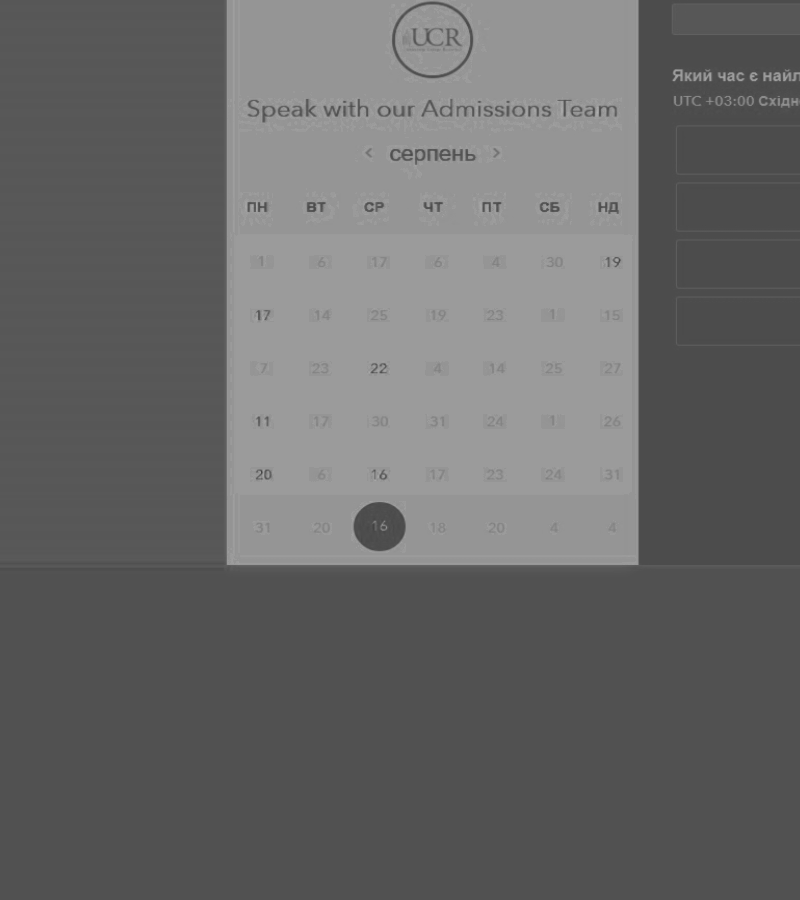 UCR
Speak with our Admissions Team
< серпень >
ПН ВТ СР ЧТ ПТ СБ НД
1 6 17 6 4 30 19
17 14 25 19 23 1 15
7 23 22 4 14 25 27
11 17 30 31 24 1 26
20 6 16 17 23 24 31
31 20 16 18 20 4 4
Який час є
UTC +03:00